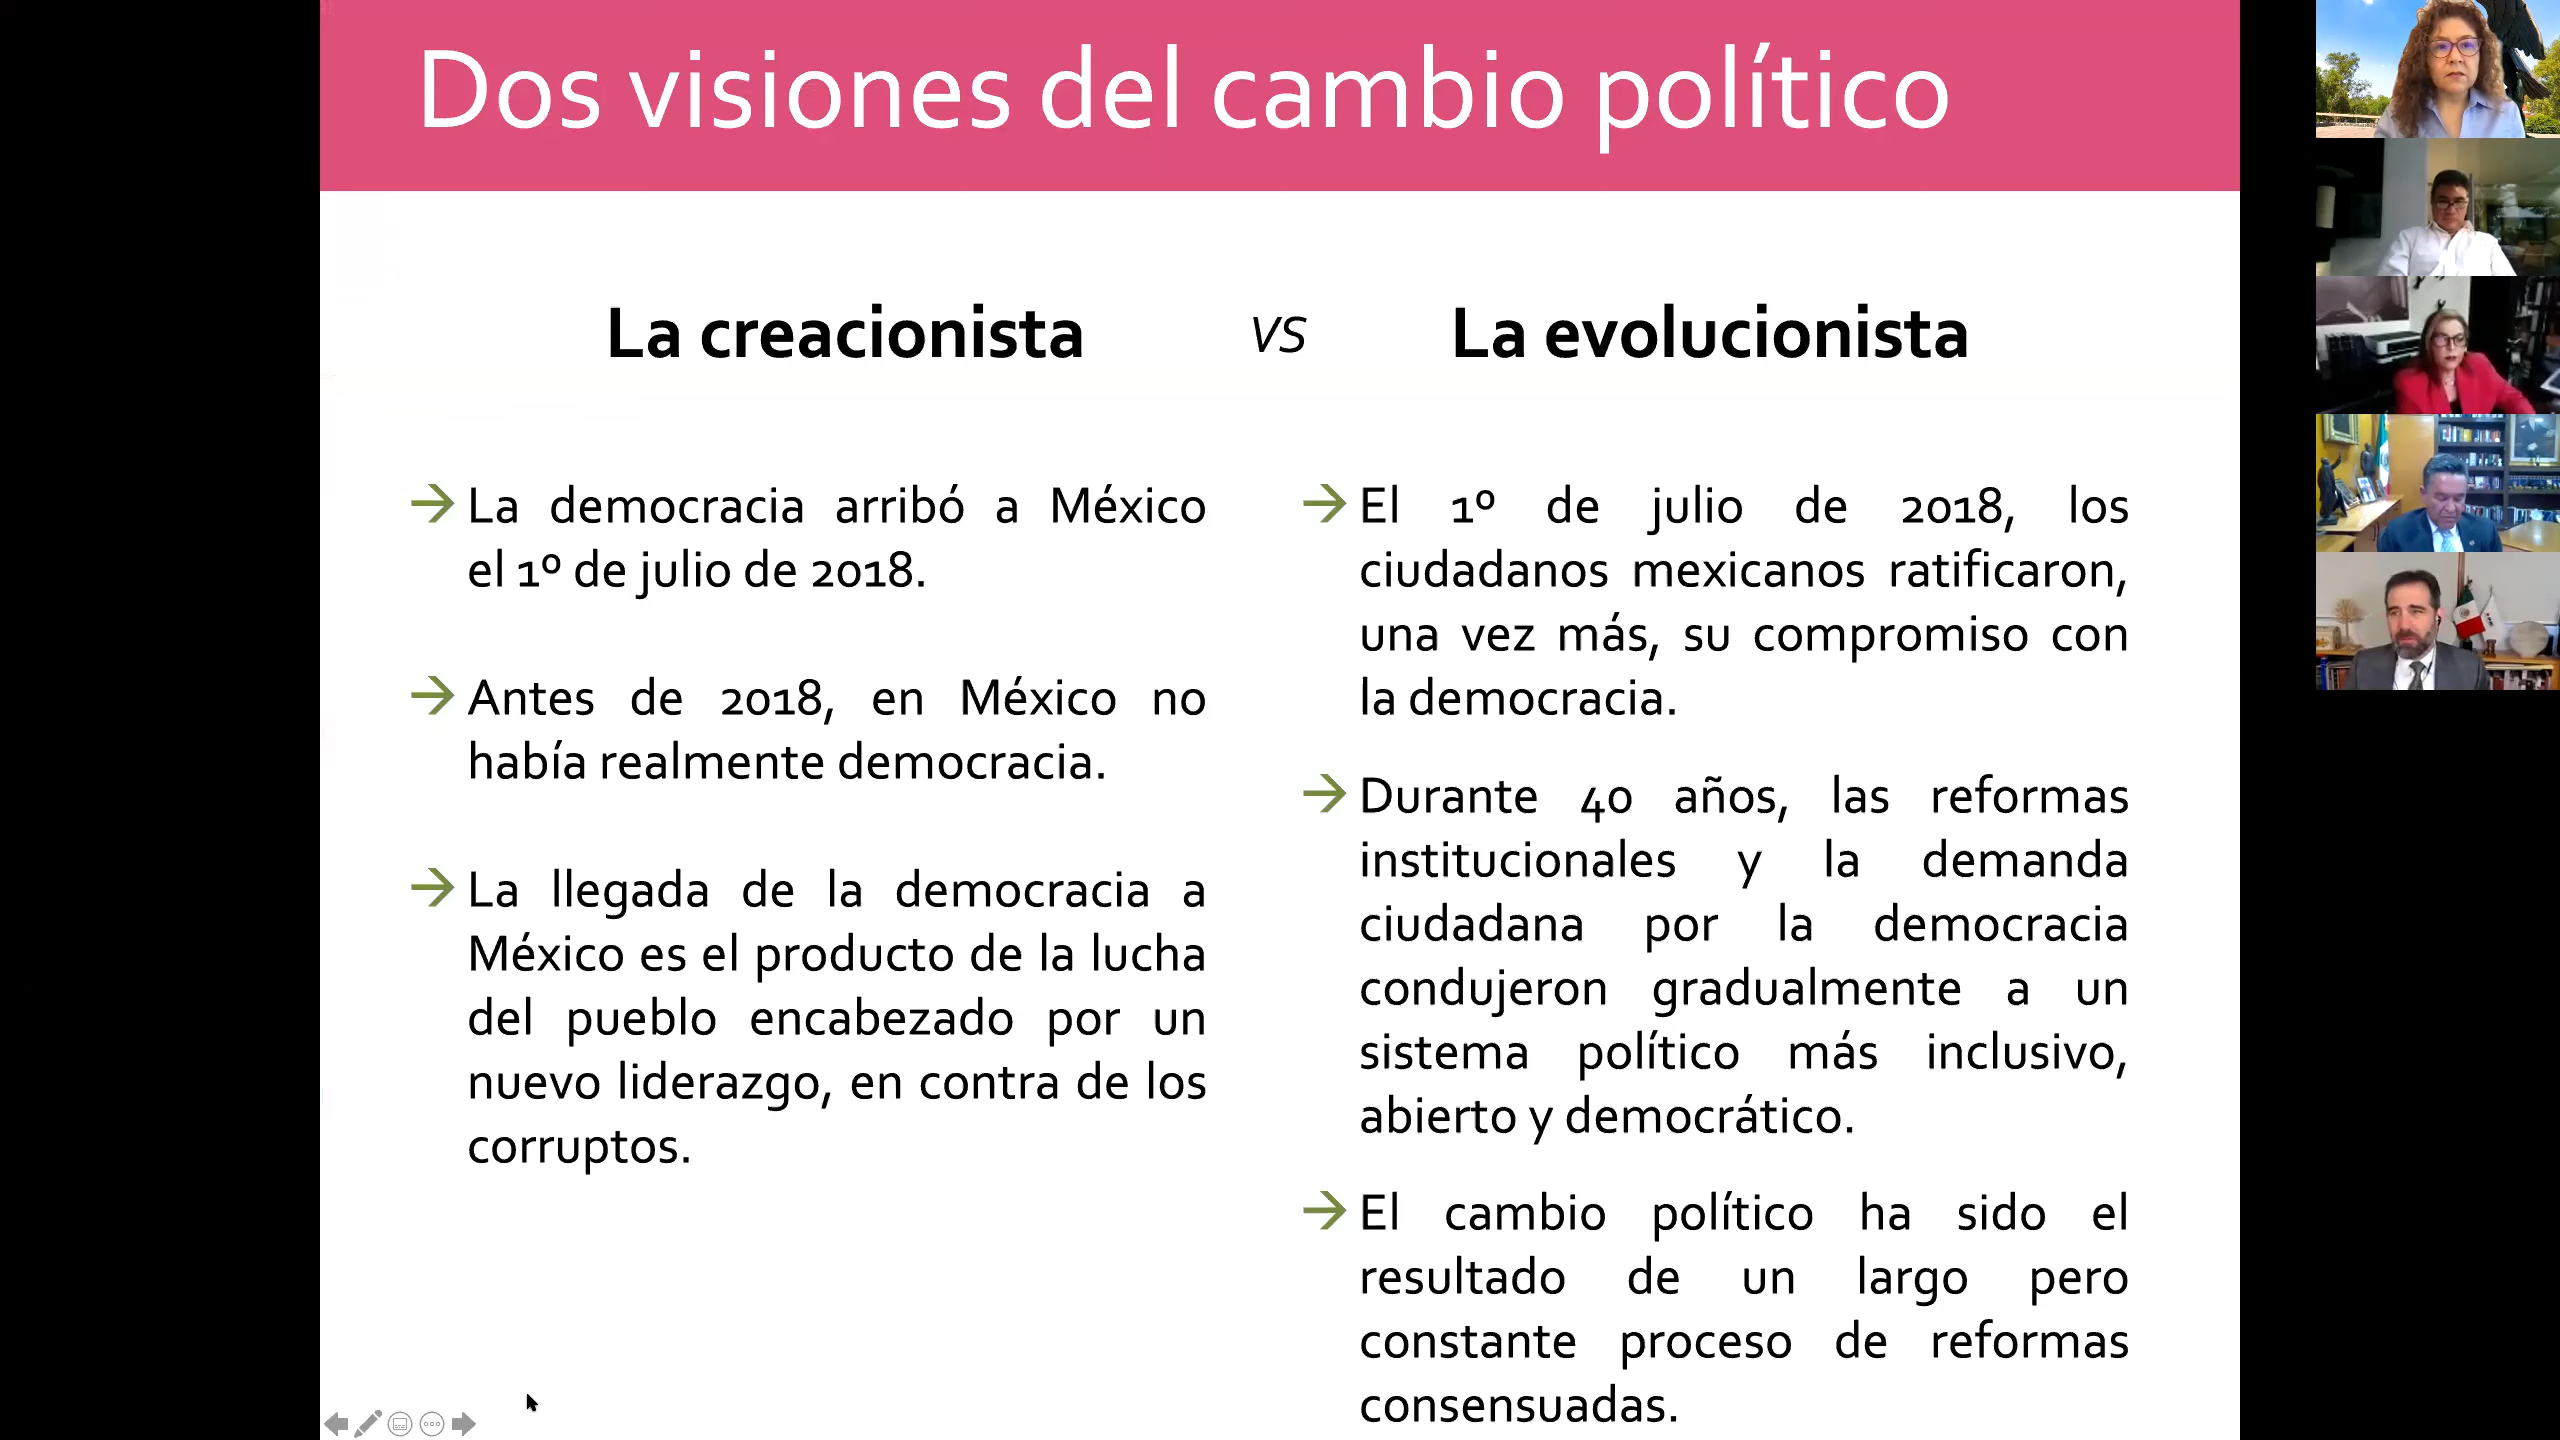 Dos visiones del cambio político
La creacionista
vs
La evolucionista
La democracia arribó a México
el 1º de julio de 2018.
Antes de 2018, en México no
había realmente democracia.
La llegada de la democracia a
México es el producto de la lucha
del pueblo encabezado por un
nuevo liderazgo, en contra de los
corruptos.
El 1º de julio de 2018, los
ciudadanos mexicanos ratificaron,
una vez más, su compromiso con
la democracia.
Durante 40 años, las reformas
institucionales y la demanda
ciudadana por la democracia
condujeron gradualmente a un
sistema político más inclusivo,
abierto y democrático.
El cambio político ha sido el
resultado de un largo pero
constante proceso de reformas
consensuadas.